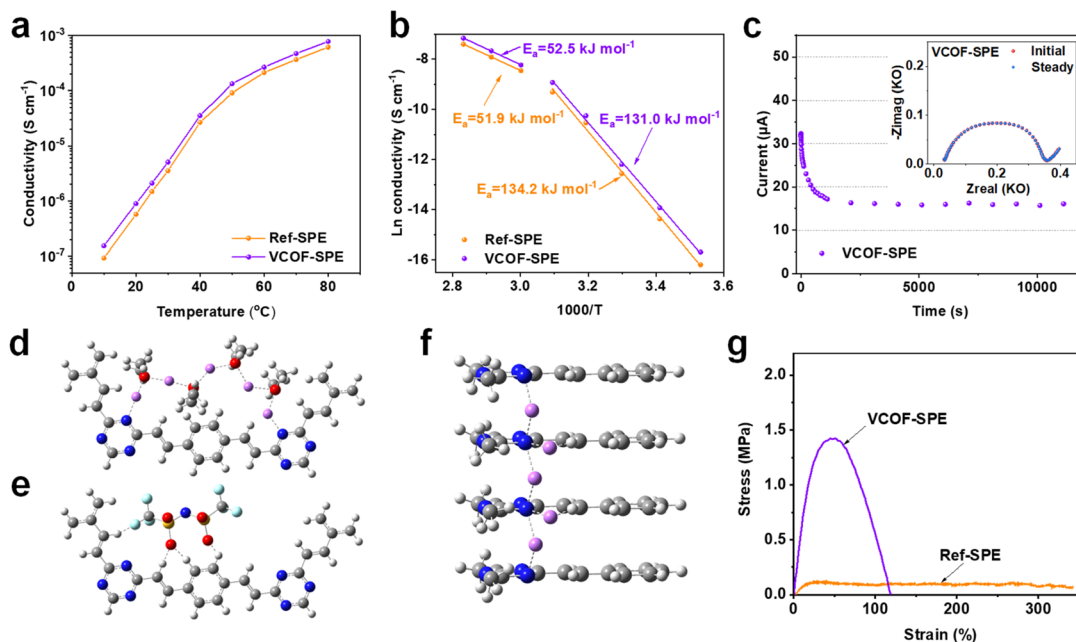 a
10⁻³
10⁻⁴
10⁻⁵
10⁻⁶
10⁻⁷
Conductivity (S cm⁻¹)
Ref-SPE
VCOF-SPE
0 20 40 60 80
Temperature (°C)
b
-8
-10
-12
-14
-16
Ln conductivity (S cm⁻¹)
Eₐ=52.5 kJ mol⁻¹
Eₐ=51.9 kJ mol⁻¹
Eₐ=131.0 kJ mol⁻¹
Eₐ=134.2 kJ mol⁻¹
Ref-SPE
VCOF-SPE
2.8 3.0 3.2 3.4 3.6
1000/T
c
50
40
30
20
10
0
Current (μA)
VCOF-SPE
Initial
Steady
0.2
0.1
0.0
-Zimag (KO)
0.0 0.2 0.4
Zreal (KO)
VCOF-SPE
0 5000 10000
Time (s)
d
e
f
g
2.0
1.5
1.0
0.5
0.0
Stress (MPa)
VCOF-SPE
Ref-SPE
0 100 200 300
Strain (%)